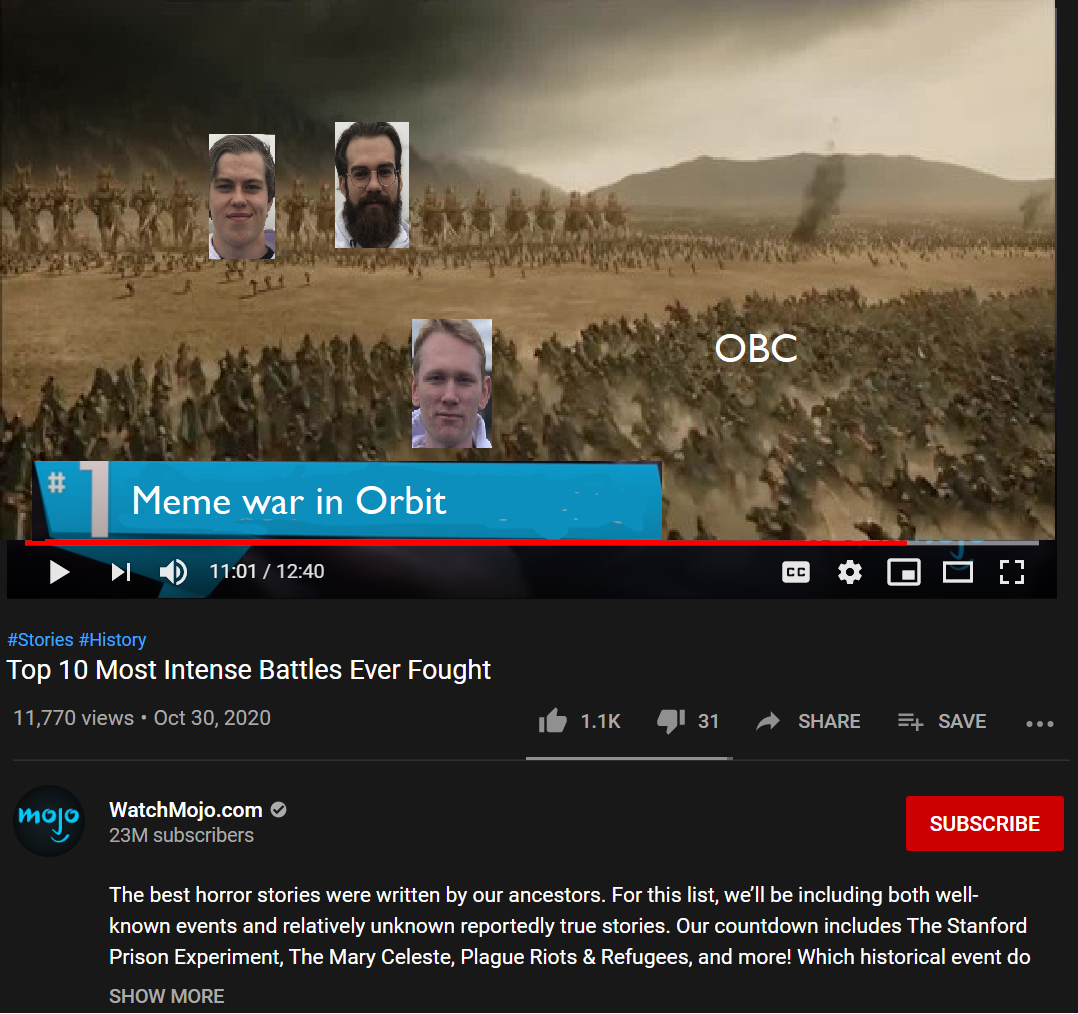 OBC
#1 Meme war in Orbit
11:01 / 12:40
CC
#Stories #History
Top 10 Most Intense Battles Ever Fought
11,770 views • Oct 30, 2020
1.1K
31
SHARE
SAVE
mojo
WatchMojo.com
23M subscribers
SUBSCRIBE
The best horror stories were written by our ancestors. For this list, we’ll be including both well-
known events and relatively unknown reportedly true stories. Our countdown includes The Stanford
Prison Experiment, The Mary Celeste, Plague Riots & Refugees, and more! Which historical event do
SHOW MORE